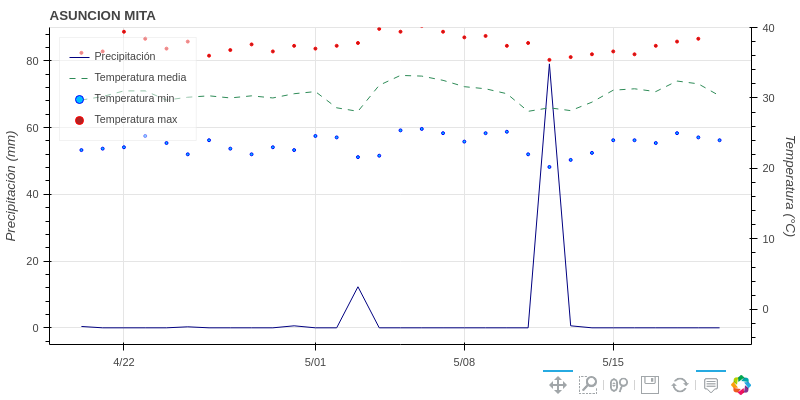 ASUNCION MITA
Precipitación
Temperatura media
Temperatura min
Temperatura max
Precipitación (mm)
80
60
40
20
0
40
30
20
10
0
Temperatura (°C)
4/22
5/01
5/08
5/15